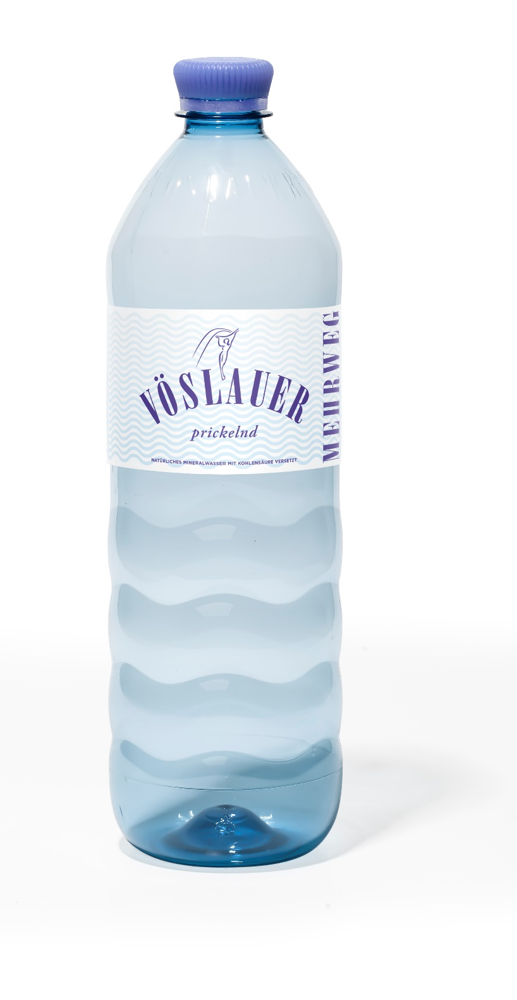 VÖSLAUER
prickelnd
NATÜRLICHES MINERALWASSER MIT KOHLENSÄURE VERSETZT
MEHRWEG